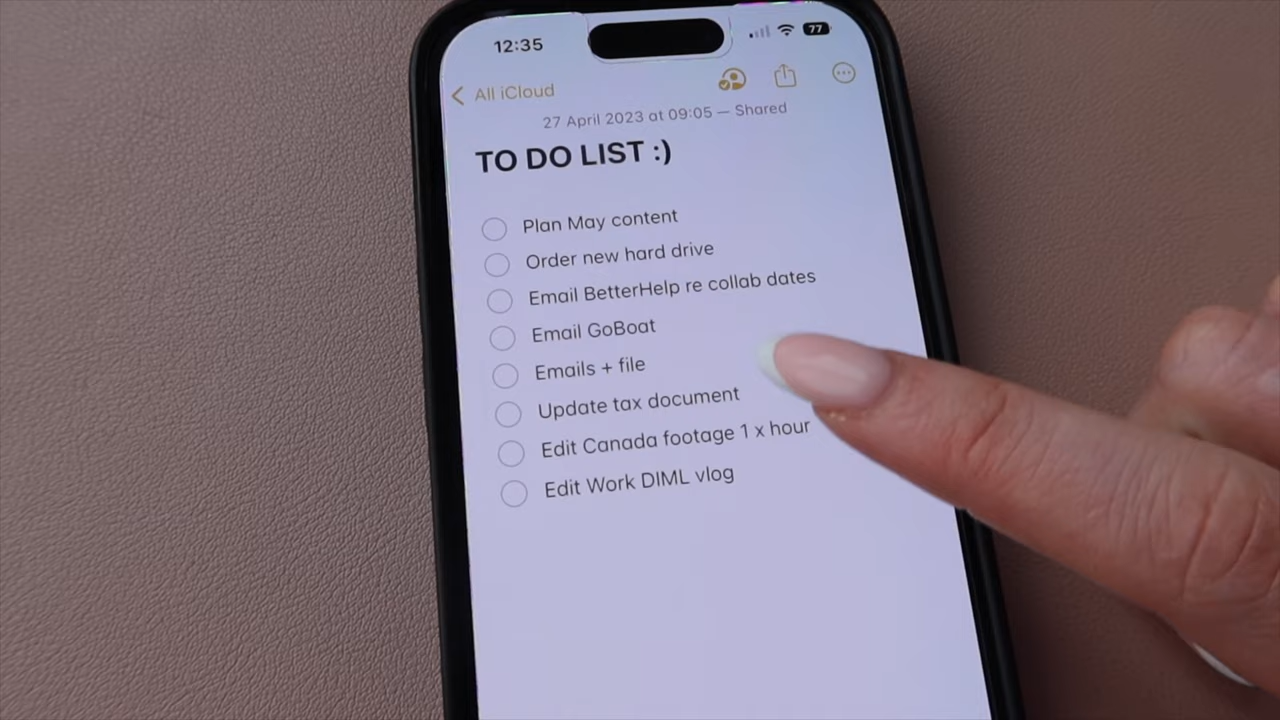 12:35
77
All iCloud
27 April 2023 at 09:05 — Shared
TO DO LIST :)
Plan May content
Order new hard drive
Email BetterHelp re collab dates
Email GoBoat
Emails + file
Update tax document
Edit Canada footage 1 x hour
Edit Work DIML vlog